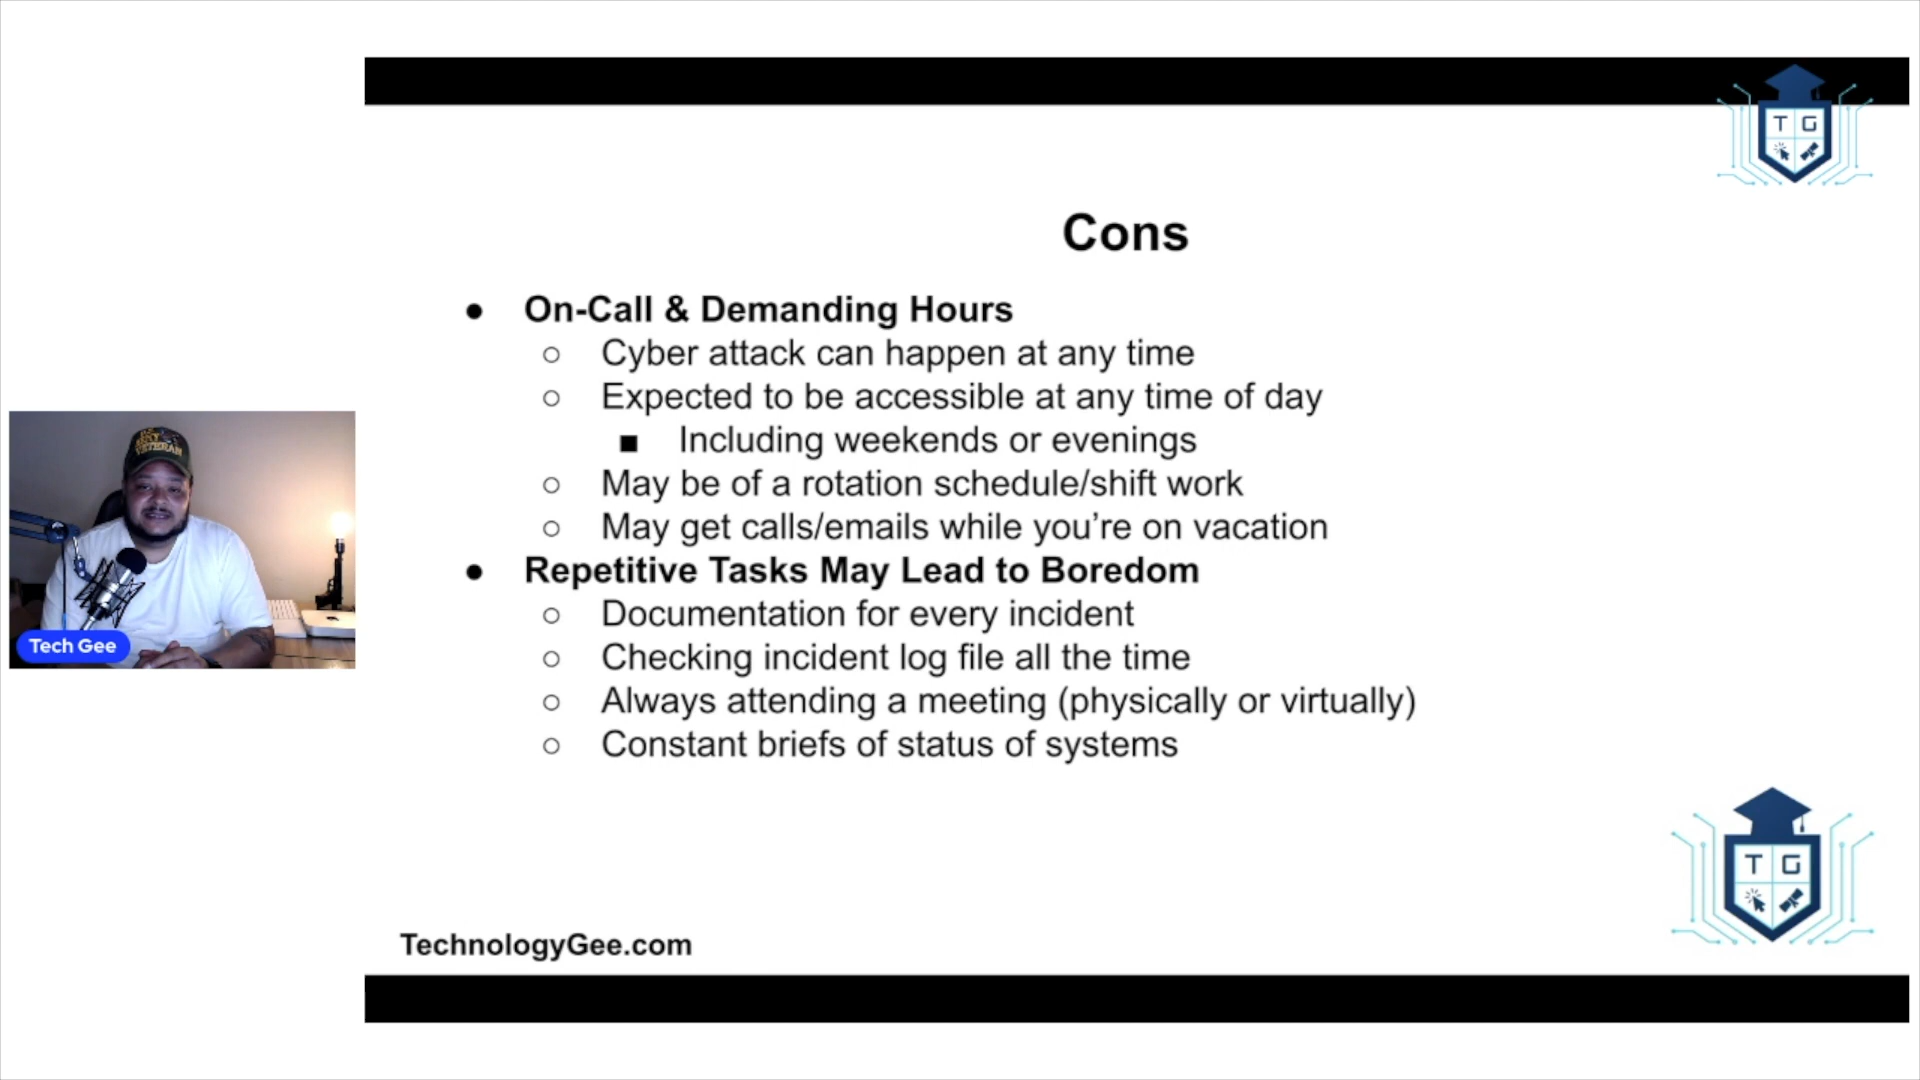 T G
Cons
● On-Call & Demanding Hours
○ Cyber attack can happen at any time
○ Expected to be accessible at any time of day
■ Including weekends or evenings
○ May be of a rotation schedule/shift work
○ May get calls/emails while you’re on vacation
● Repetitive Tasks May Lead to Boredom
○ Documentation for every incident
○ Checking incident log file all the time
○ Always attending a meeting (physically or virtually)
○ Constant briefs of status of systems
ARMY
VETERAN
Tech Gee
T G
TechnologyGee.com